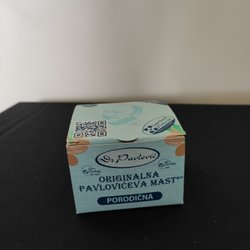 Dr Pavlović
ORIGINALNA
PAVLOVIĆEVA MAST
PORODIČNA